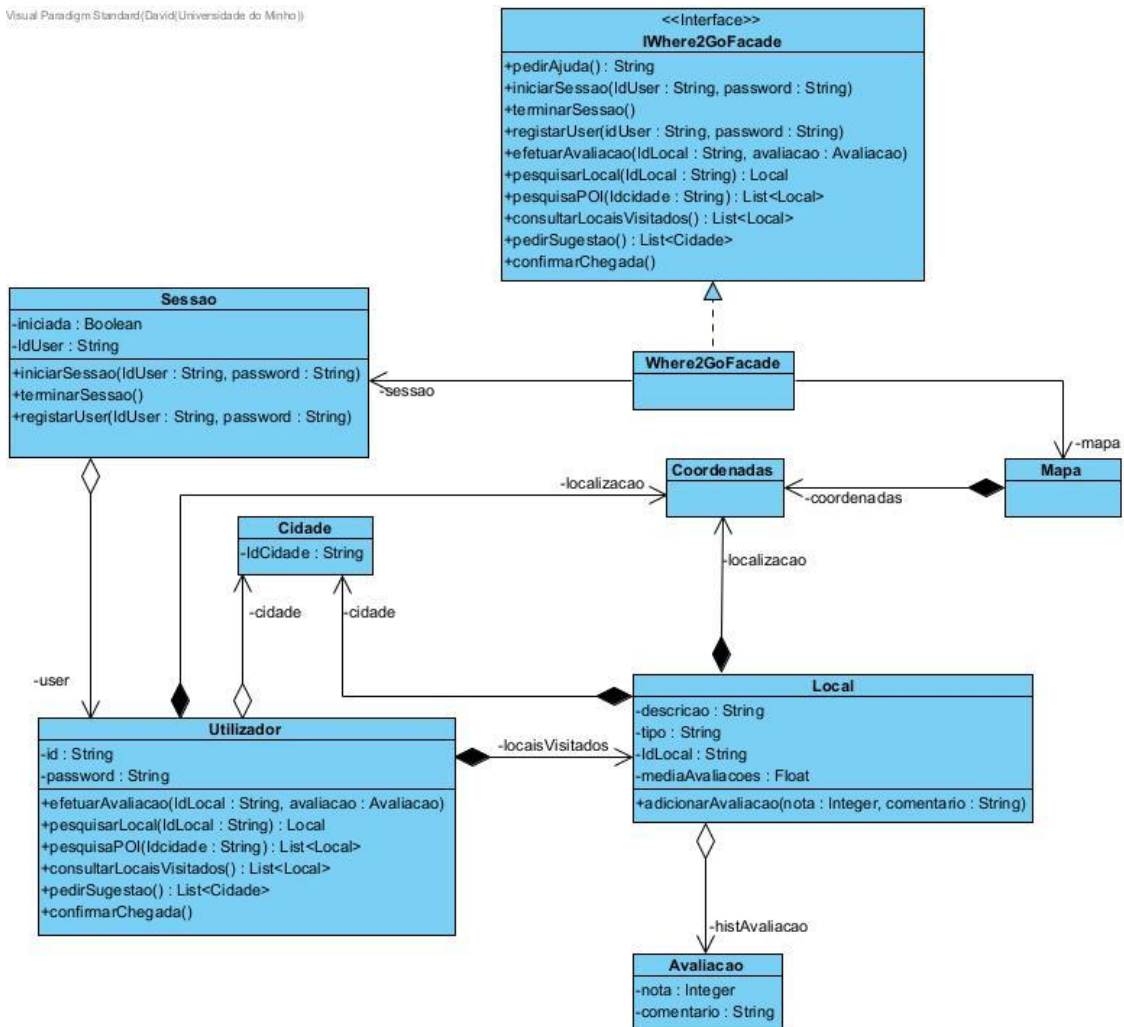 Visual Paradigm Standard(David(Universidade do Minho))
<<Interface>>
IWhere2GoFacade
+pedirAjuda() : String
+iniciarSessao(IdUser : String, password : String)
+terminarSessao()
+registarUser(idUser : String, password : String)
+efetuarAvaliacao(IdLocal : String, avaliacao : Avaliacao)
+pesquisarLocal(IdLocal : String) : Local
+pesquisaPOI(Idcidade : String) : List<Local>
+consultarLocaisVisitados() : List<Local>
+pedirSugestao() : List<Cidade>
+confirmarChegada()
Sessao
-iniciada : Boolean
-IdUser : String
+iniciarSessao(IdUser : String, password : String)
+terminarSessao()
+registarUser(IdUser : String, password : String)
Where2GoFacade
-sessao
-mapa
Coordenadas
Mapa
-localizacao
-coordenadas
Cidade
-IdCidade : String
-localizacao
-cidade
-cidade
-user
Utilizador
-id : String
-password : String
+efetuarAvaliacao(IdLocal : String, avaliacao : Avaliacao)
+pesquisarLocal(IdLocal : String) : Local
+pesquisaPOI(Idcidade : String) : List<Local>
+consultarLocaisVisitados() : List<Local>
+pedirSugestao() : List<Cidade>
+confirmarChegada()
-locaisVisitados
Local
-descricao : String
-tipo : String
-IdLocal : String
-mediaAvaliacoes : Float
+adicionarAvaliacao(nota : Integer, comentario : String)
-histAvaliacao
Avaliacao
-nota : Integer
-comentario : String